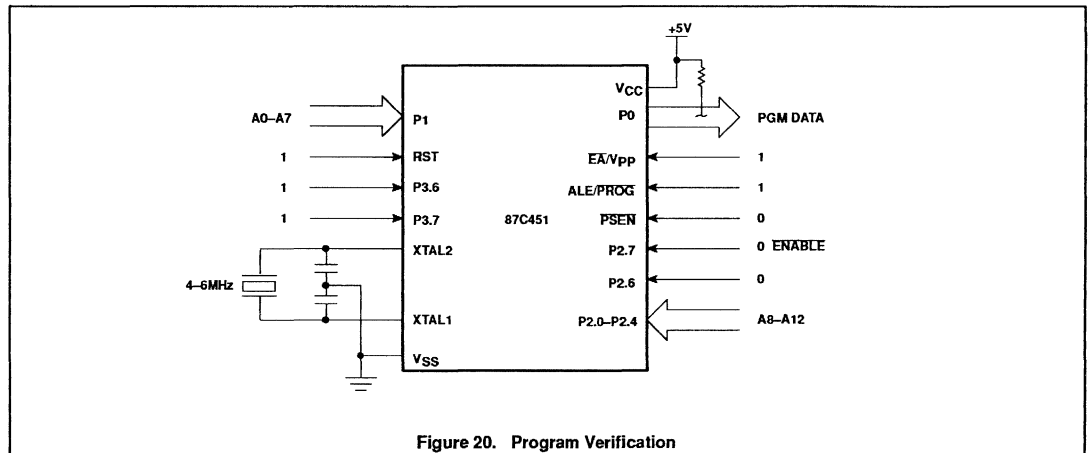 +5V
A0–A7
P1
VCC
P0
PGM DATA
1
RST
EA/VPP
1
1
P3.6
ALE/PROG
1
1
P3.7
87C451
PSEN
0
XTAL2
P2.7
0 ENABLE
4–6MHz
P2.6
0
XTAL1
P2.0–P2.4
A8–A12
VSS
Figure 20. Program Verification